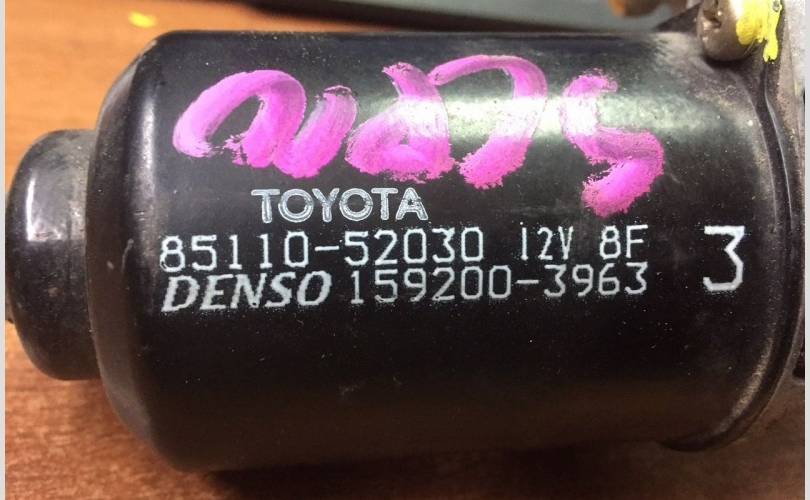 TOYOTA
85110-52030 12V 8F
DENSO 159200-3963
3